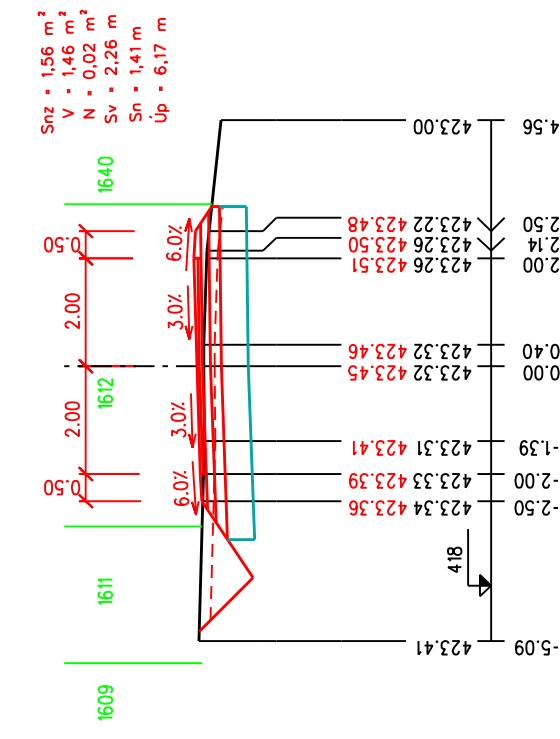 Snz = 1,56 m²
V = 1,46 m²
N = 0,02 m²
Sv = 2,26 m
Sn = 1,41 m
Úp = 6,17 m
1640
1612
1611
1609
0.50
2.00
2.00
0.50
6.0%
3.0%
3.0%
6.0%
423.00 4.56
423.48 423.22 2.50
423.50 423.26 2.14
423.51 423.26 2.00
423.46 423.32 0.40
423.45 423.32 0.00
423.41 423.31 -1.39
423.39 423.33 -2.00
423.36 423.34 -2.50
418
423.41 -5.09